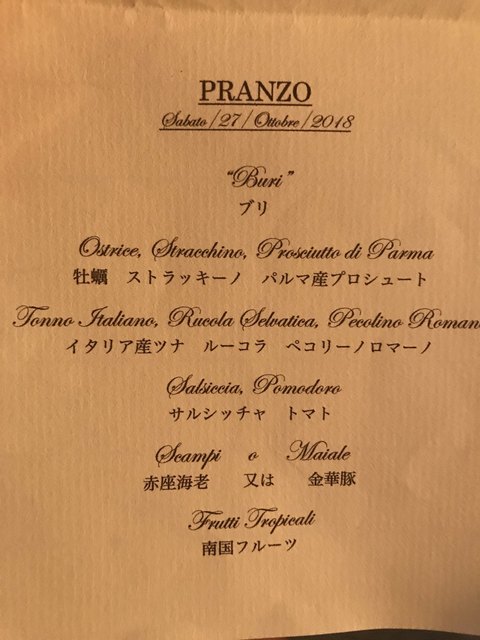 PRANZO
Sabato/27/Ottobre/2018
“Buri”
ブリ
Ostrice, Stracchino, Prosciutto di Parma
牡蠣 ストラッキーノ パルマ産プロシュート
Tonno Italiano, Rucola Selvatica, Pecolino Roman
イタリア産ツナ ルーコラ ペコリーノロマーノ
Salsiccia, Pomodoro
サルシッチャ トマト
Scampi o Maiale
赤座海老 又は 金華豚
Frutti Tropicali
南国フルーツ